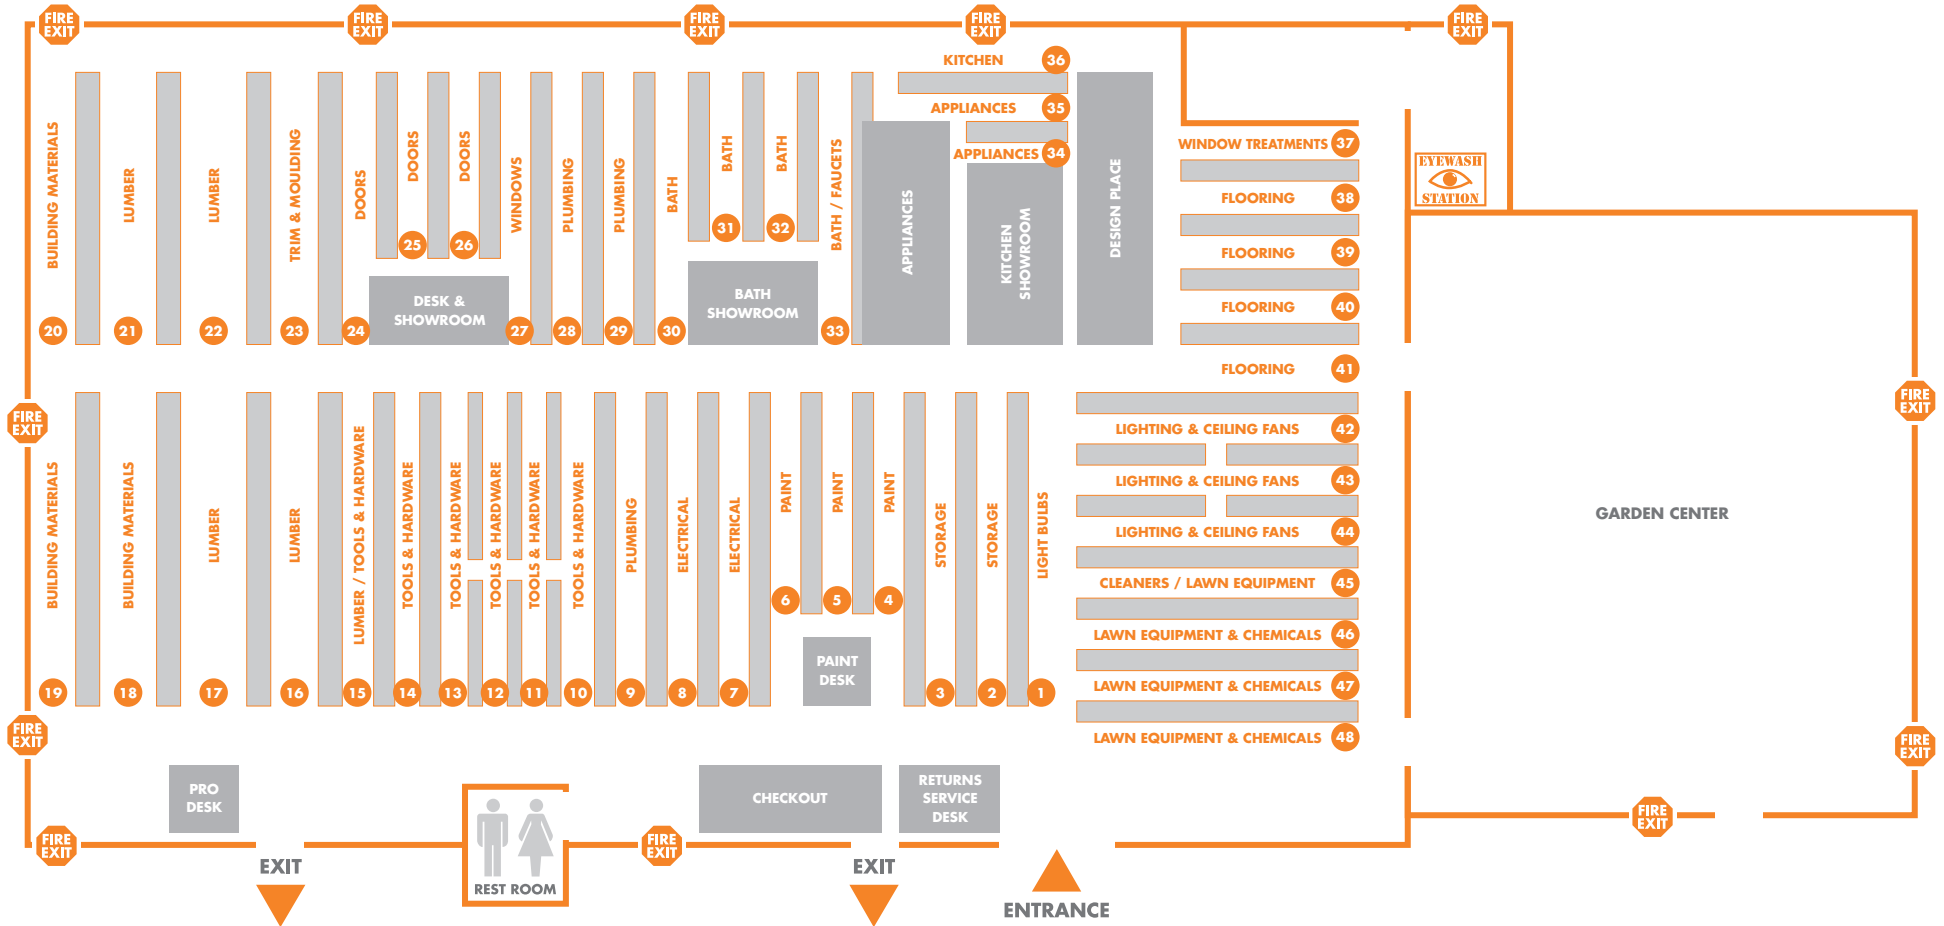 FIRE
EXIT
FIRE
EXIT
FIRE
EXIT
FIRE
EXIT
FIRE
EXIT
KITCHEN 36
APPLIANCES 35
APPLIANCES 34
WINDOW TREATMENTS 37
EYEWASH
STATION
FLOORING 38
FLOORING 39
FLOORING 40
FLOORING 41
BUILDING MATERIALS
20
LUMBER
21
LUMBER
22
TRIM & MOULDING
23
DOORS
24
DOORS
25
DOORS
26
DESK &
SHOWROOM
WINDOWS
27
PLUMBING
28
PLUMBING
29
BATH
30
BATH
31
BATH
32
BATH
SHOWROOM
BATH / FAUCETS
33
APPLIANCES
KITCHEN
SHOWROOM
DESIGN PLACE
FIRE
EXIT
FIRE
EXIT
BUILDING MATERIALS
19
BUILDING MATERIALS
18
LUMBER
17
LUMBER
16
LUMBER / TOOLS & HARDWARE
15
TOOLS & HARDWARE
14
TOOLS & HARDWARE
13
TOOLS & HARDWARE
12
TOOLS & HARDWARE
11
TOOLS & HARDWARE
10
PLUMBING
9
ELECTRICAL
8
ELECTRICAL
7
PAINT
6
PAINT
5
PAINT
4
PAINT
DESK
STORAGE
3
STORAGE
2
LIGHT BULBS
1
LIGHTING & CEILING FANS 42
LIGHTING & CEILING FANS 43
LIGHTING & CEILING FANS 44
CLEANERS / LAWN EQUIPMENT 45
LAWN EQUIPMENT & CHEMICALS 46
LAWN EQUIPMENT & CHEMICALS 47
LAWN EQUIPMENT & CHEMICALS 48
GARDEN CENTER
FIRE
EXIT
FIRE
EXIT
PRO
DESK
CHECKOUT
RETURNS
SERVICE
DESK
FIRE
EXIT
FIRE
EXIT
FIRE
EXIT
EXIT
REST ROOM
EXIT
ENTRANCE